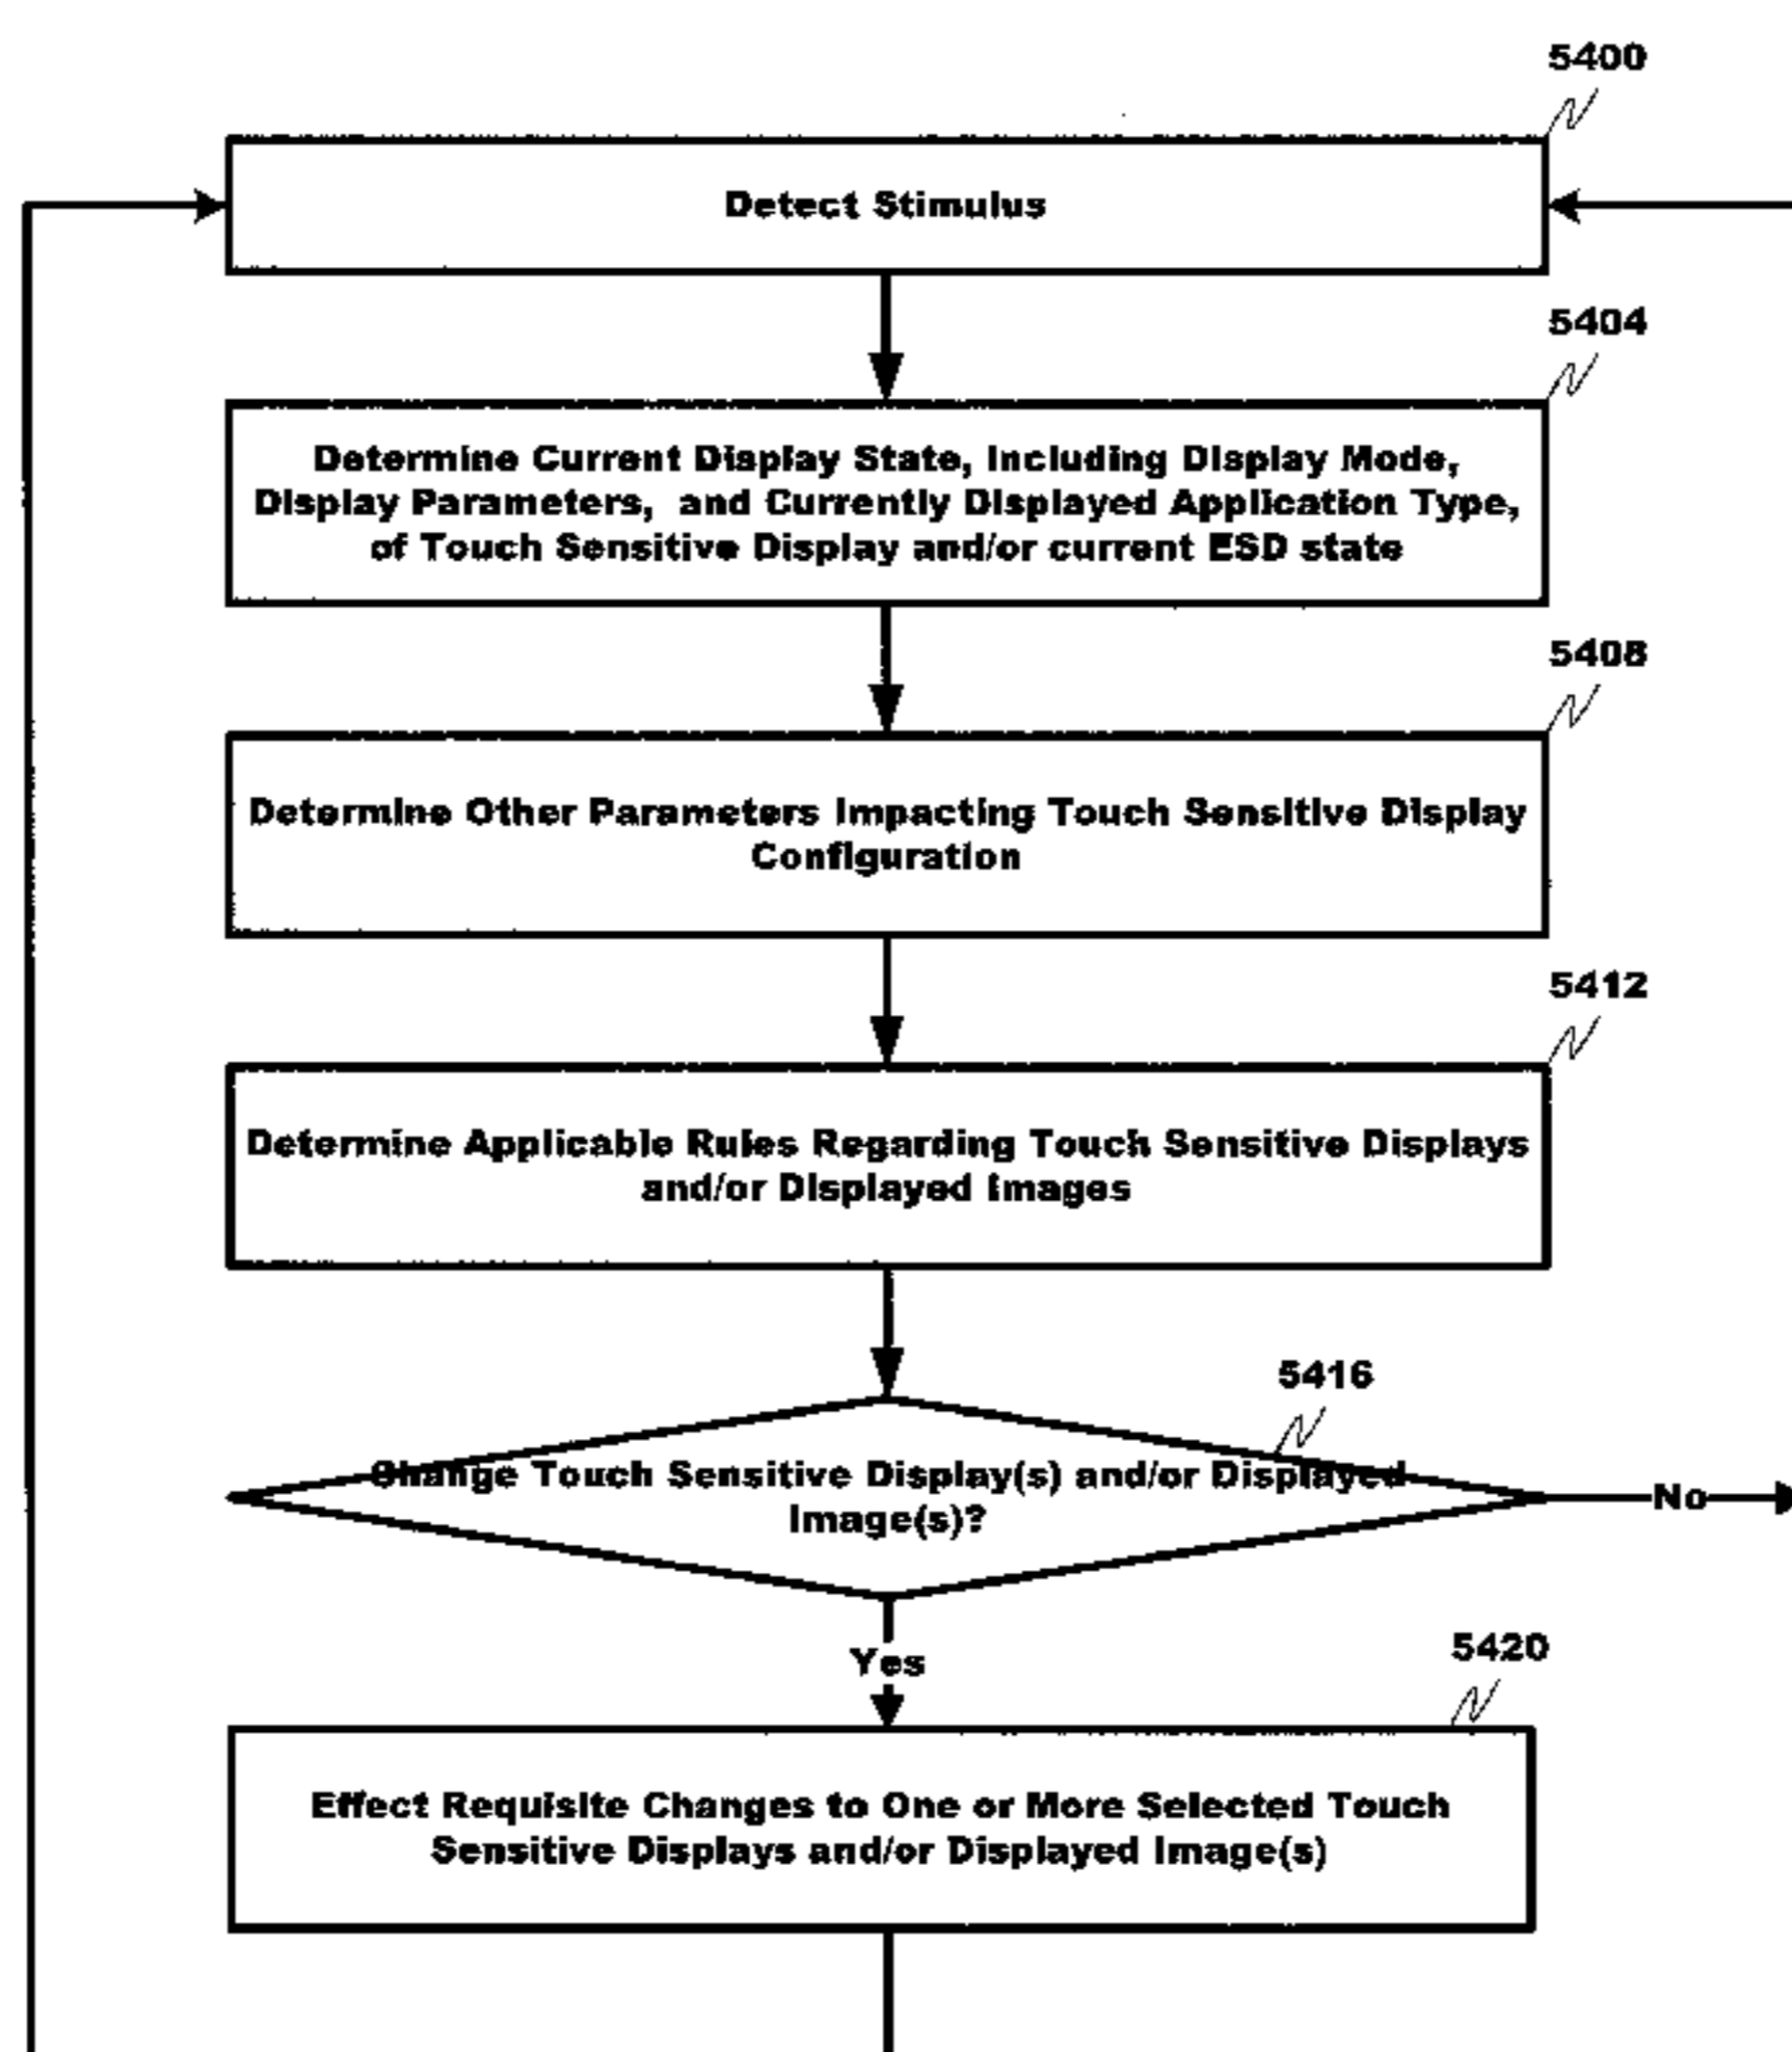 5400
Detect Stimulus
5404
Determine Current Display State, Including Display Mode,
Display Parameters, and Currently Displayed Application Type,
of Touch Sensitive Display and/or current ESD state
5408
Determine Other Parameters Impacting Touch Sensitive Display
Configuration
5412
Determine Applicable Rules Regarding Touch Sensitive Displays
and/or Displayed Images
5416
Change Touch Sensitive Display(s) and/or Displayed
Image(s)?
No
Yes
5420
Effect Requisite Changes to One or More Selected Touch
Sensitive Displays and/or Displayed Image(s)